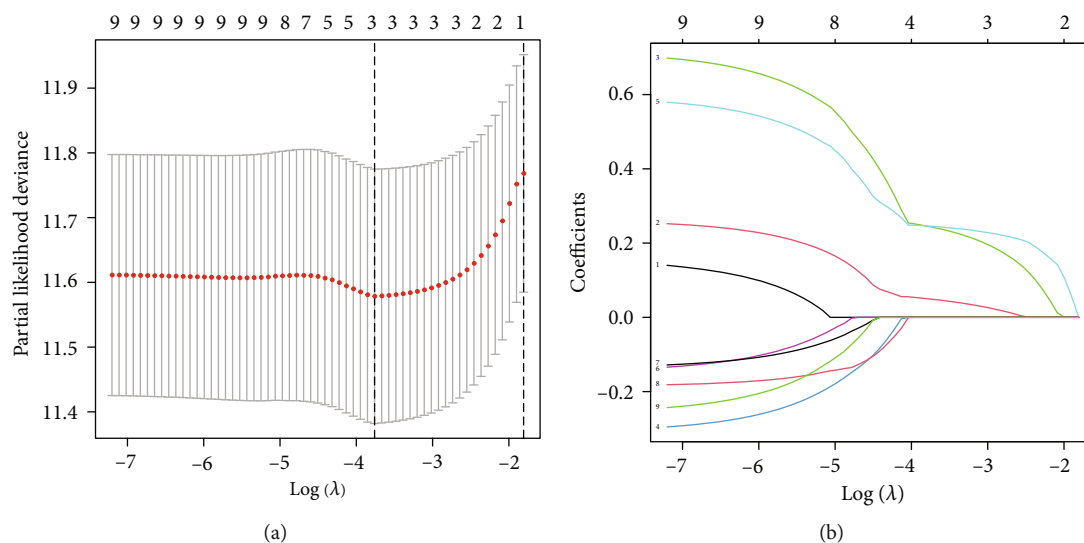 9 9 9 9 9 9 9 9 8 7 5 5 3 3 3 3 2 2 1
Partial likelihood deviance
11.9
11.8
11.7
11.6
11.5
11.4
−7 −6 −5 −4 −3 −2
Log (λ)
(a)
9 9 8 4 3 2
Coefficients
0.6
0.4
0.2
0.0
−0.2
3
5
2
1
7
6
8
9
4
−7 −6 −5 −4 −3 −2
Log (λ)
(b)